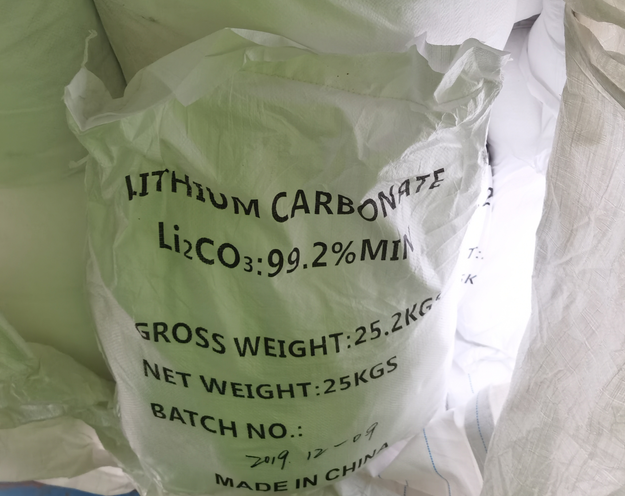 LITHIUM CARBONATE
Li₂CO₃:99.2%MIN
GROSS WEIGHT:25.2KGS
NET WEIGHT:25KGS
BATCH NO.:
2019.12-09
MADE IN CHINA